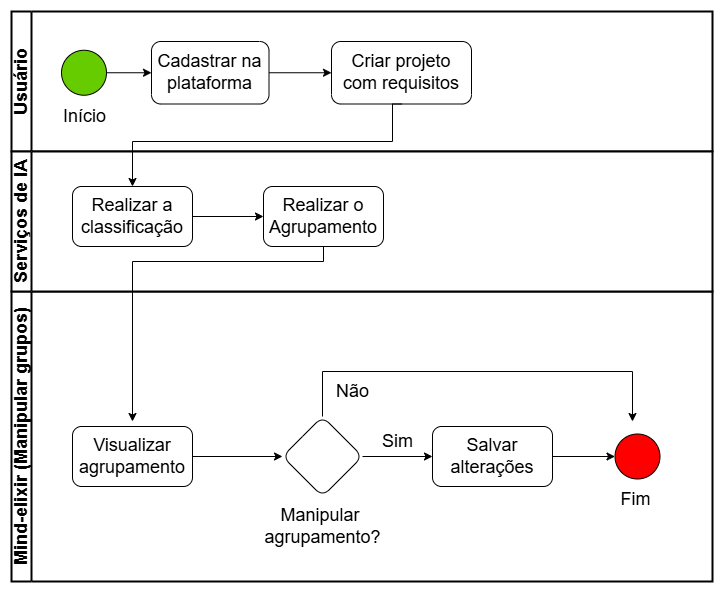 Usuário
Início
Cadastrar na
plataforma
Criar projeto
com requisitos
Serviços de IA
Realizar a
classificação
Realizar o
Agrupamento
Mind-elixir (Manipular grupos)
Visualizar
agrupamento
Manipular
agrupamento?
Não
Sim
Salvar
alterações
Fim